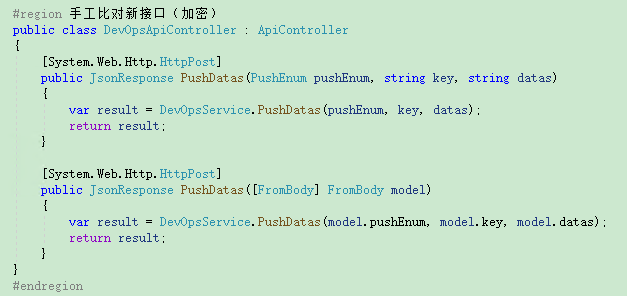 #region 手工比对新接口（加密）
public class DevOpsApiController : ApiController
{
[System.Web.Http.HttpPost]
public JsonResponse PushDatas(PushEnum pushEnum, string key, string datas)
{
var result = DevOpsService.PushDatas(pushEnum, key, datas);
return result;
}
[System.Web.Http.HttpPost]
public JsonResponse PushDatas([FromBody] FromBody model)
{
var result = DevOpsService.PushDatas(model.pushEnum, model.key, model.datas);
return result;
}
}
#endregion